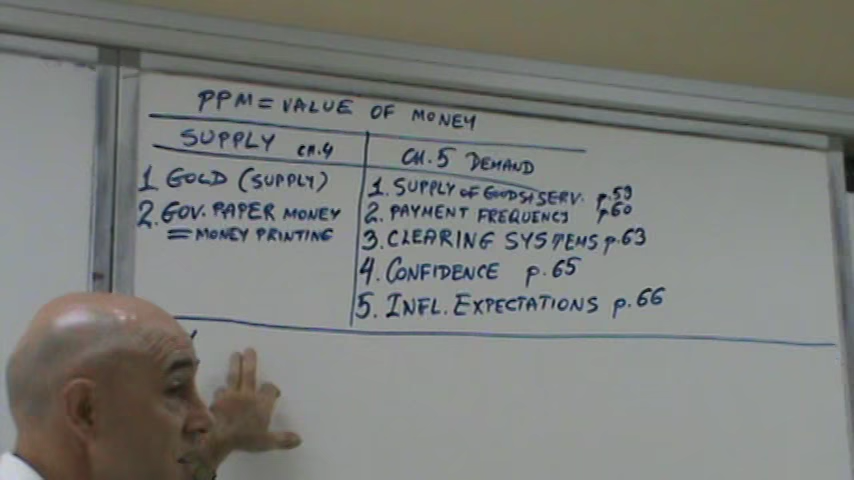 PPM = VALUE OF MONEY
SUPPLY CH.4
1 GOLD (SUPPLY)
2. GOV. PAPER MONEY
= MONEY PRINTING
CH.5 DEMAND
1. SUPPLY OF GOODS + SERV. p.59
2. PAYMENT FREQUENCY p.60
3. CLEARING SYSTEMS p.63
4. CONFIDENCE p.65
5. INFL. EXPECTATIONS p.66